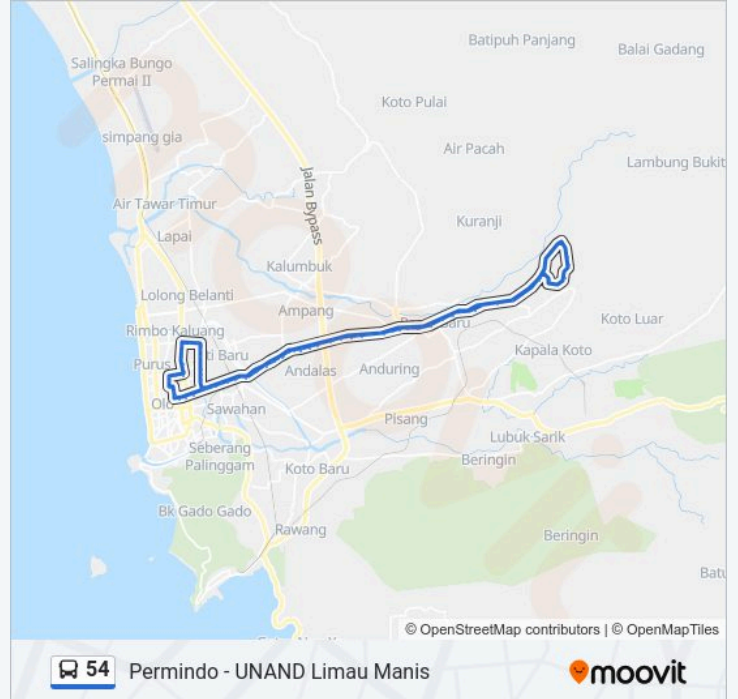 Batipuh Panjang
Balai Gadang
Salingka Bungo
Permai II
Koto Pulai
simpang gia
Air Pacah
Lambung Bukit
Jalan Bypass
Air Tawar Timur
Kuranji
Lapai
Kalumbuk
Lolong Belanti
Ampang
Koto Luar
Rimbo Kaluang
ti Baru
Kapala Koto
Purus
Andalas
Anduring
Olo
Sawahan
Pisang
Lubuk Sarik
Seberang
Palinggam
Koto Baru
Beringin
Bk Gado Gado
Rawang
Beringin
Batu
© OpenStreetMap contributors | © OpenMapTiles
54 Permindo - UNAND Limau Manis
moovit